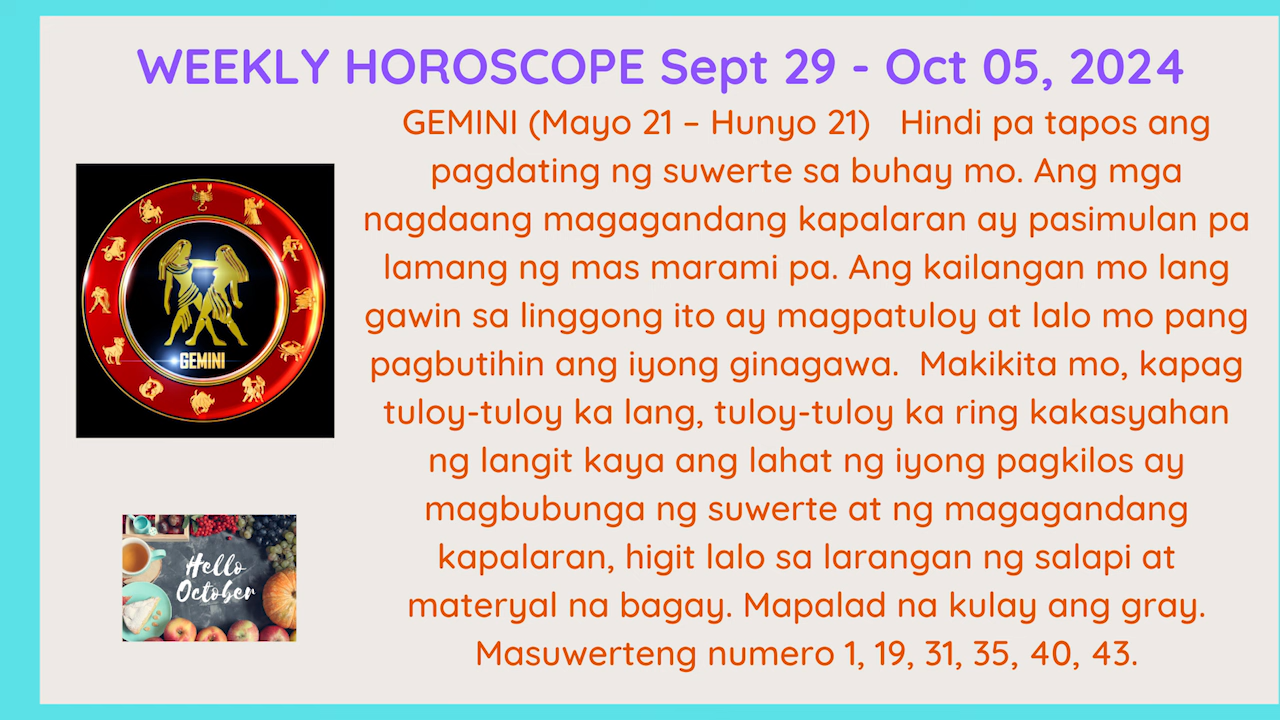 WEEKLY HOROSCOPE Sept 29 - Oct 05, 2024
GEMINI (Mayo 21 – Hunyo 21)   Hindi pa tapos ang
pagdating ng suwerte sa buhay mo. Ang mga
nagdaang magagandang kapalaran ay pasimulan pa
lamang ng mas marami pa. Ang kailangan mo lang
gawin sa linggong ito ay magpatuloy at lalo mo pang
pagbutihin ang iyong ginagawa.  Makikita mo, kapag
tuloy-tuloy ka lang, tuloy-tuloy ka ring kakasyahan
ng langit kaya ang lahat ng iyong pagkilos ay
magbubunga ng suwerte at ng magagandang
kapalaran, higit lalo sa larangan ng salapi at
materyal na bagay. Mapalad na kulay ang gray.
Masuwerteng numero 1, 19, 31, 35, 40, 43.
GEMINI
Hello
October